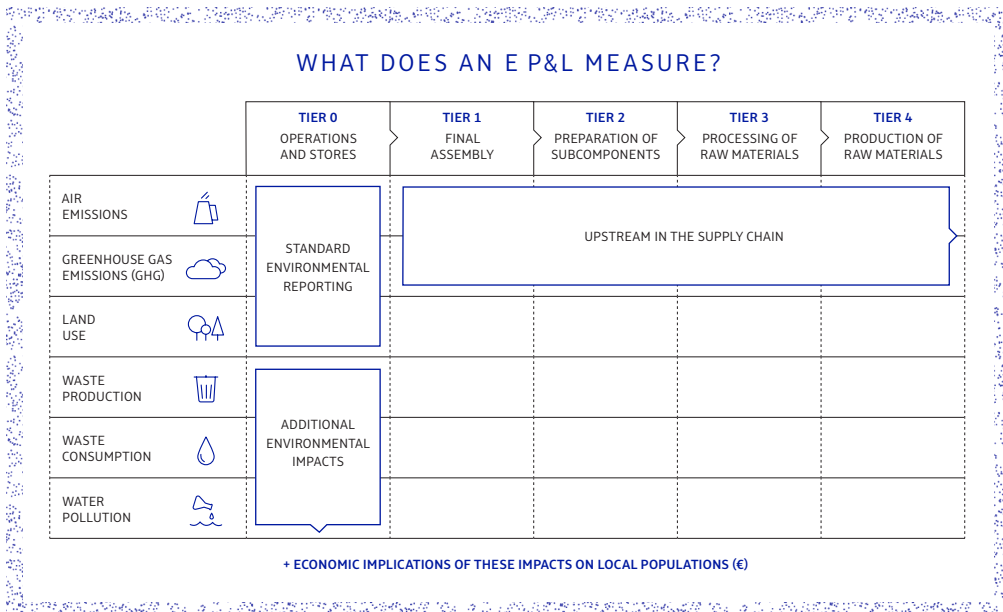 WHAT DOES AN E P&L MEASURE?
TIER 0
OPERATIONS
AND STORES
TIER 1
FINAL
ASSEMBLY
TIER 2
PREPARATION OF
SUBCOMPONENTS
TIER 3
PROCESSING OF
RAW MATERIALS
TIER 4
PRODUCTION OF
RAW MATERIALS
AIR
EMISSIONS
GREENHOUSE GAS
EMISSIONS (GHG)
LAND
USE
WASTE
PRODUCTION
WASTE
CONSUMPTION
WATER
POLLUTION
STANDARD
ENVIRONMENTAL
REPORTING
UPSTREAM IN THE SUPPLY CHAIN
ADDITIONAL
ENVIRONMENTAL
IMPACTS
+ ECONOMIC IMPLICATIONS OF THESE IMPACTS ON LOCAL POPULATIONS (€)